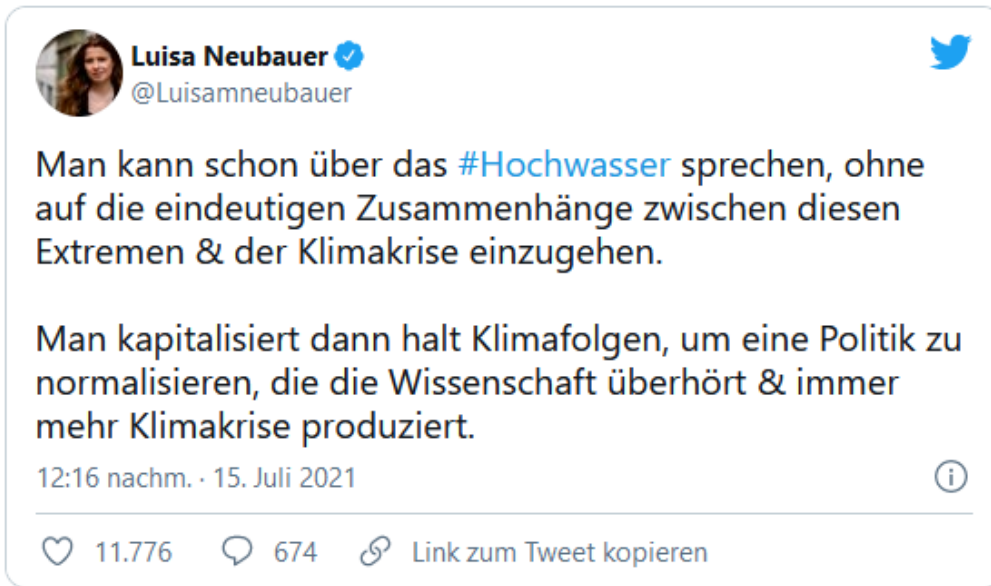 Luisa Neubauer
@Luisamneubauer
Man kann schon über das #Hochwasser sprechen, ohne
auf die eindeutigen Zusammenhänge zwischen diesen
Extremen & der Klimakrise einzugehen.
Man kapitalisiert dann halt Klimafolgen, um eine Politik zu
normalisieren, die die Wissenschaft überhört & immer
mehr Klimakrise produziert.
12:16 nachm. · 15. Juli 2021
11.776 674 Link zum Tweet kopieren